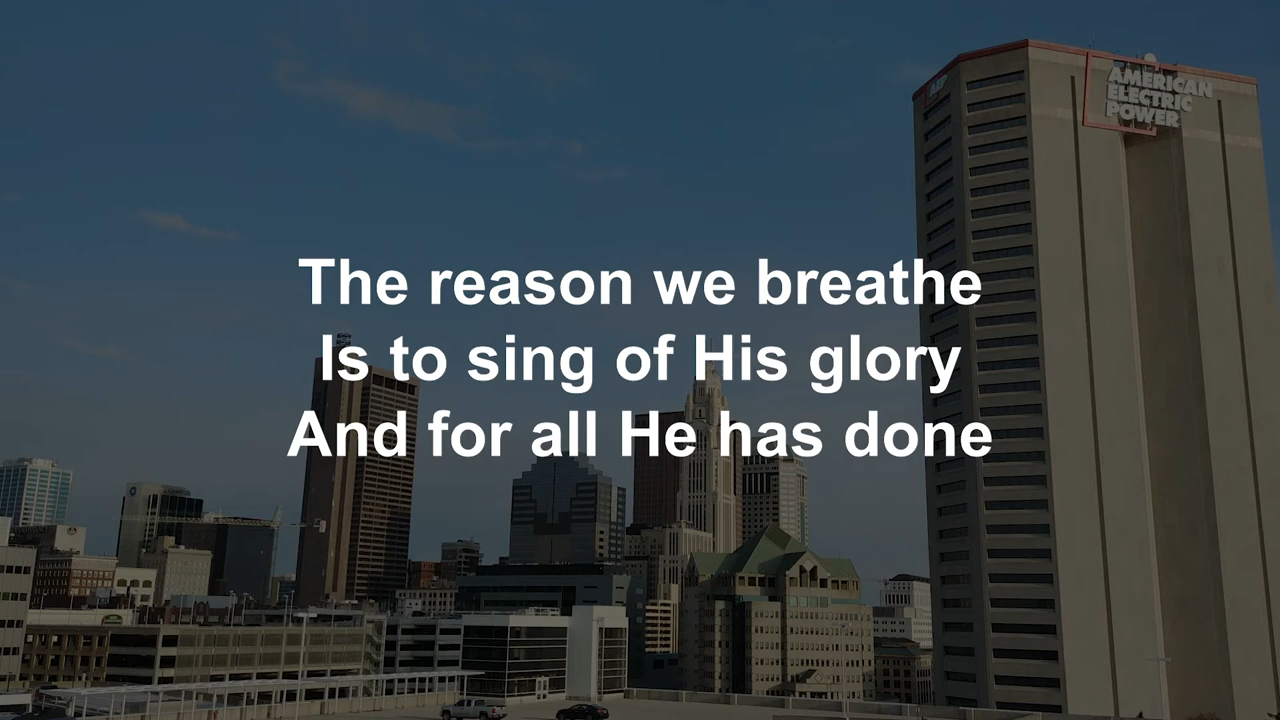 AEP
AMERICAN
ELECTRIC
POWER
The reason we breathe
Is to sing of His glory
And for all He has done